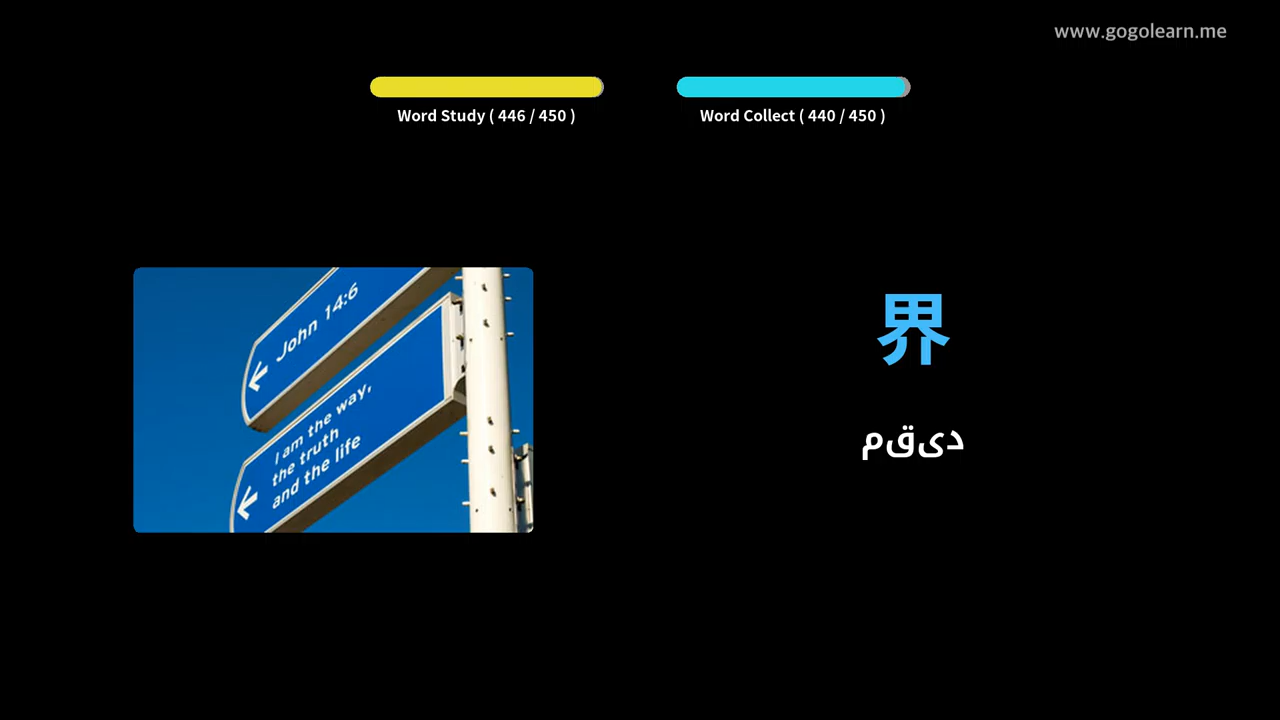 www.gogolearn.me
Word Study ( 446 / 450 )
Word Collect ( 440 / 450 )
John 14:6
I am the way,
the truth
and the life
界
دیقم